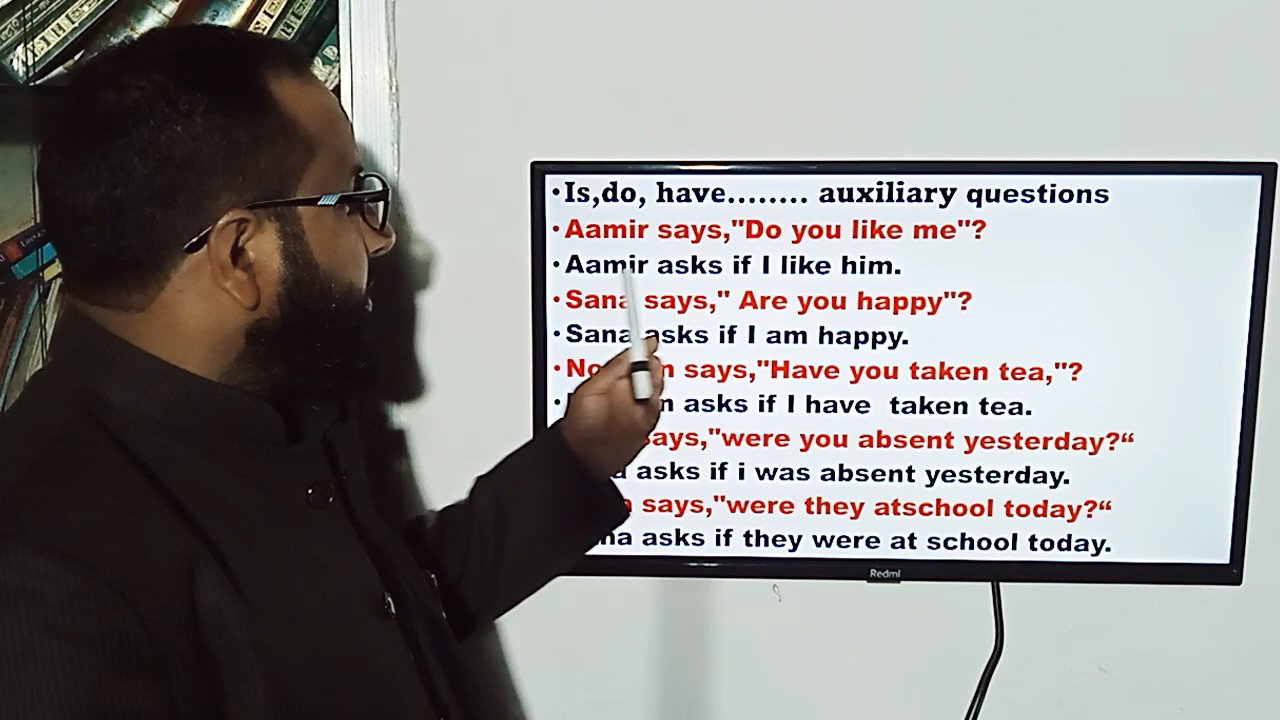 •Is,do, have........ auxiliary questions
• Aamir says,"Do you like me"?
• Aamir asks if I like him.
• Sana says," Are you happy"?
• Sana asks if I am happy.
• says,"Have you taken tea,"?
• asks if I have taken tea.
says,"were you absent yesterday?“
asks if i was absent yesterday.
says,"were they atschool today?“
asks if they were at school today.
Redmi